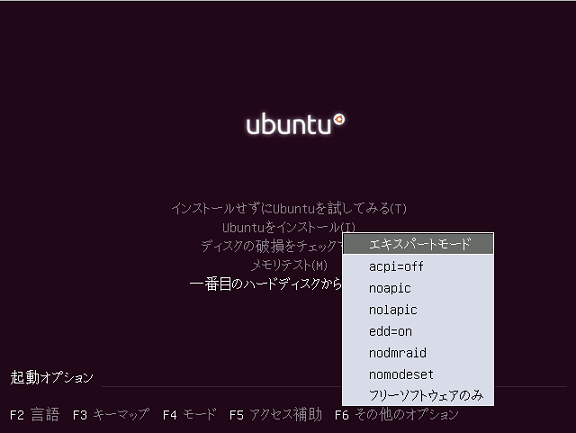 ubuntu
インストールせずにUbuntuを試してみる(T)
Ubuntuをインストール(I)
ディスクの破損をチェック
メモリテスト(M)
一番目のハードディスクから
エキスパートモード
acpi=off
noapic
nolapic
edd=on
nodmraid
nomodeset
フリーソフトウェアのみ
起動オプション
F2 言語 F3 キーマップ F4 モード F5 アクセス補助 F6 その他のオプション